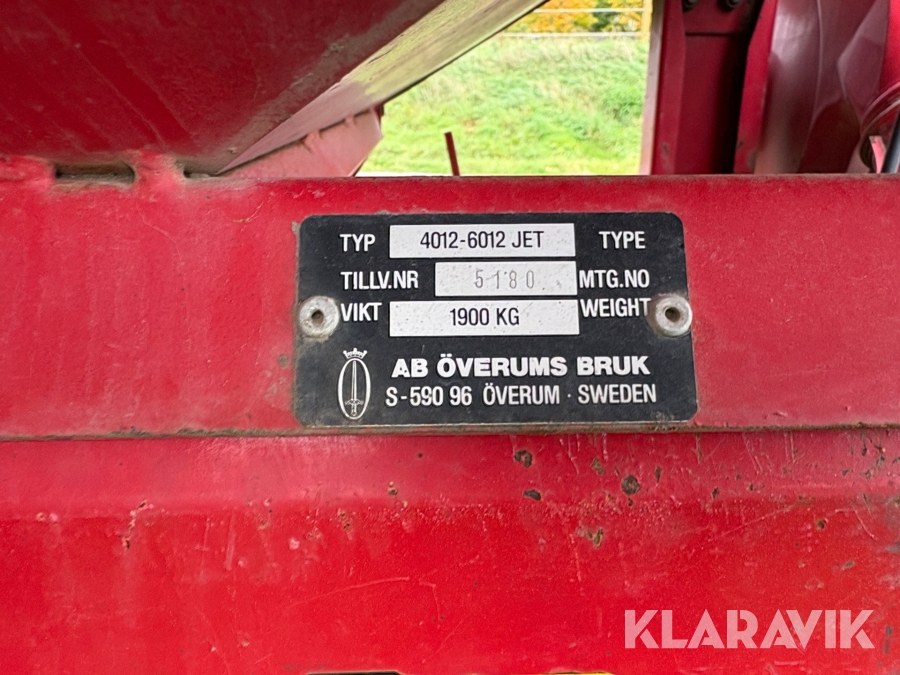 TYP 4012-6012 JET TYPE
TILLV.NR 5180 MTG.NO
VIKT 1900 KG WEIGHT
AB ÖVERUMS BRUK
S-590 96 ÖVERUM · SWEDEN
KLARAVIK